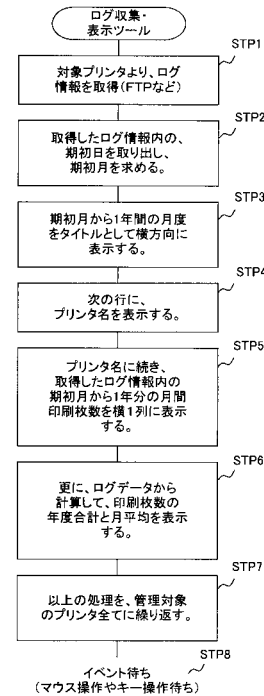 ログ収集・
表示ツール
STP1
対象プリンタより、ログ
情報を取得(FTPなど)
STP2
取得したログ情報内の、
期初日を取り出し、
期初月を求める。
STP3
期初月から1年間の月度
をタイトルとして横方向に
表示する。
STP4
次の行に、
プリンタ名を表示する。
STP5
プリンタ名に続き、
取得したログ情報内の
期初月から1年分の月間
印刷枚数を横1列に表示
する。
STP6
更に、ログデータから
計算して、印刷枚数の
年度合計と月平均を表示
する。
STP7
以上の処理を、管理対象
のプリンタ全てに繰り返す。
STP8
イベント待ち
(マウス操作やキー操作待ち)